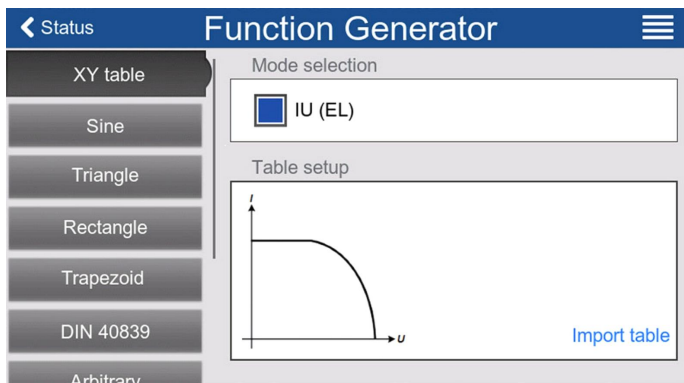 Status
Function Generator
XY table
Sine
Triangle
Rectangle
Trapezoid
DIN 40839
Arbitrary
Mode selection
IU (EL)
Table setup
I
U
Import table